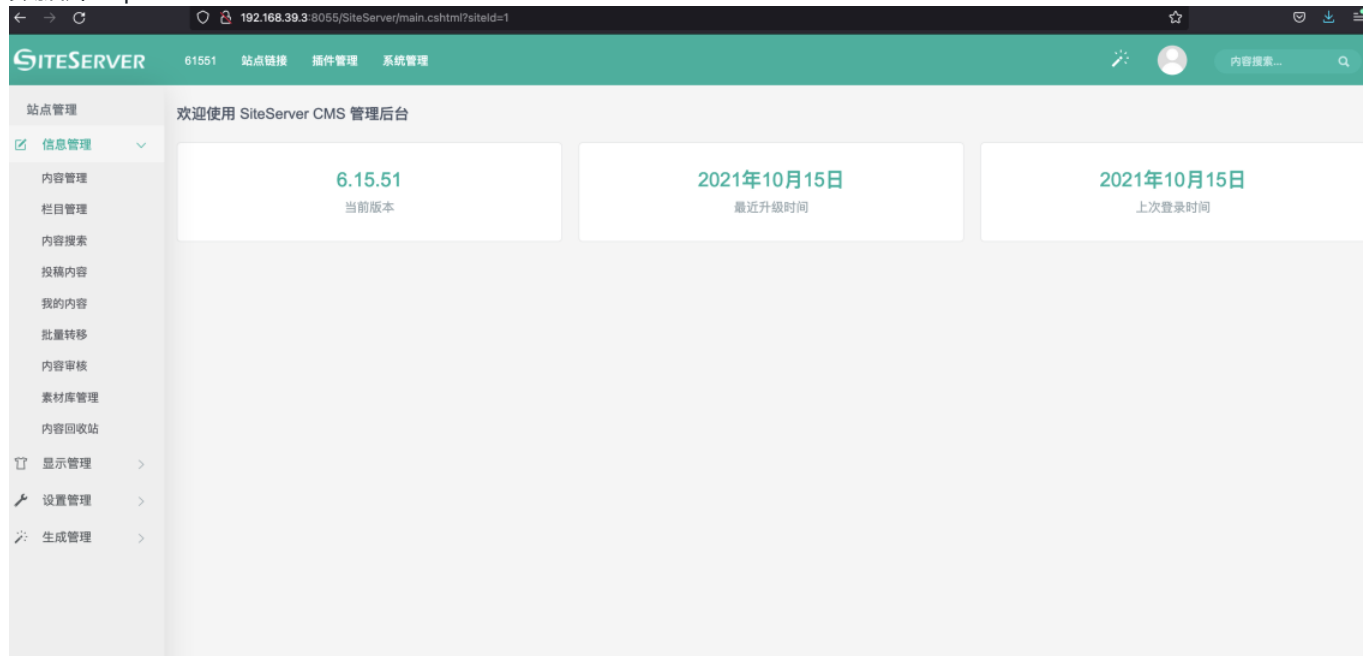 192.168.39.3:8055/SiteServer/main.cshtml?siteId=1
SITESERVER 61551 站点链接 插件管理 系统管理 内容搜索...
站点管理
欢迎使用 SiteServer CMS 管理后台
信息管理
内容管理
栏目管理
内容搜索
投稿内容
我的内容
批量转移
内容审核
素材库管理
内容回收站
显示管理
设置管理
生成管理
6.15.51
当前版本
2021年10月15日
最近升级时间
2021年10月15日
上次登录时间